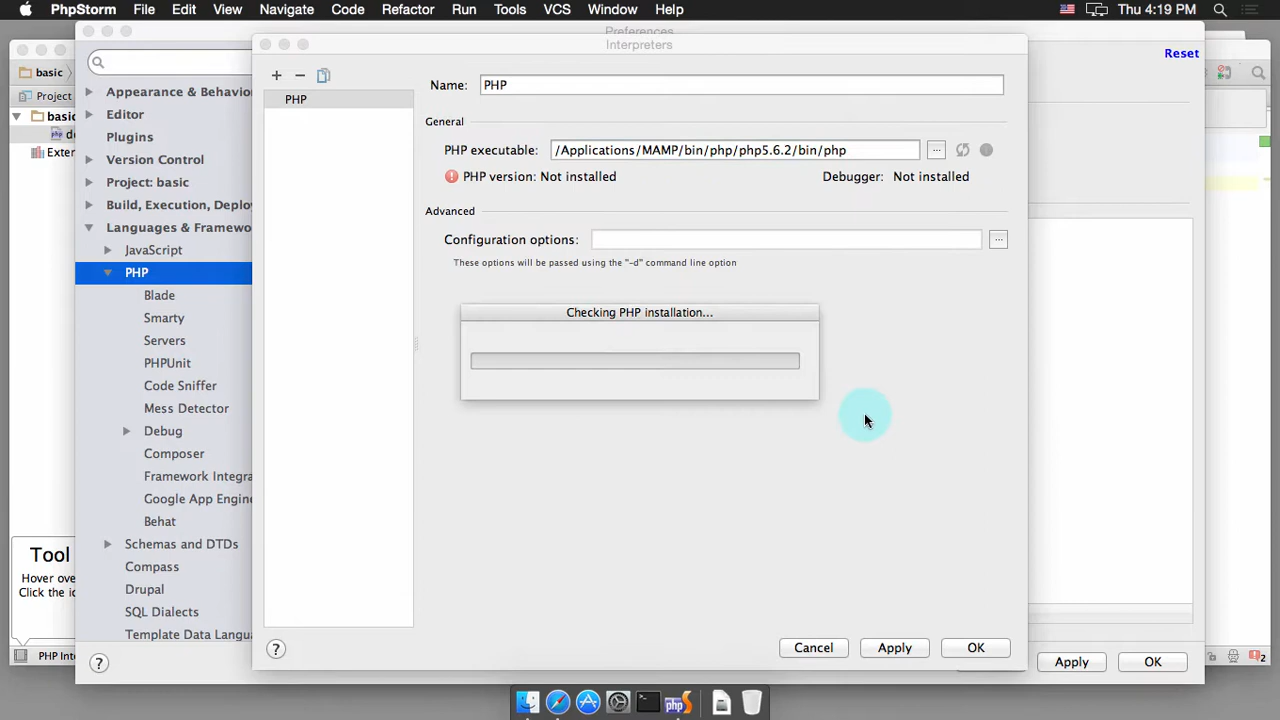 PhpStorm File Edit View Navigate Code Refactor Run Tools VCS Window Help Thu 4:19 PM
Preferences
Interpreters
Reset
basic
Project
basic
Exter
Appearance & Behavio
Editor
Plugins
Version Control
Project: basic
Build, Execution, Deploy
Languages & Framewo
JavaScript
PHP
Blade
Smarty
Servers
PHPUnit
Code Sniffer
Mess Detector
Debug
Composer
Framework Integra
Google App Engin
Behat
Schemas and DTDs
Compass
Drupal
SQL Dialects
Template Data Langu
PHP
Name: PHP
General
PHP executable: /Applications/MAMP/bin/php/php5.6.2/bin/php ...
PHP version: Not installed Debugger: Not installed
Advanced
Configuration options: ...
These options will be passed using the "-d" command line option
Checking PHP installation...
? Cancel Apply OK
Tool
Hover ove
Click the ic
PHP Int
? Apply OK
2
php